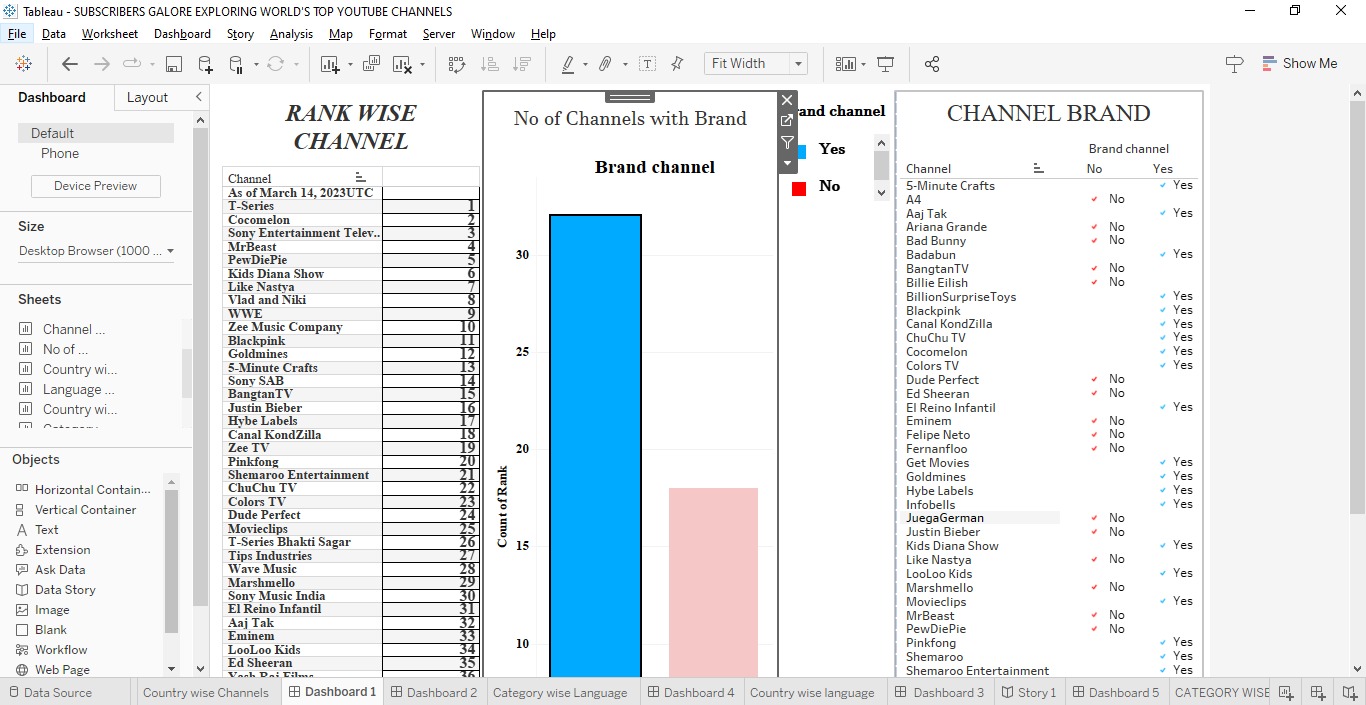 Tableau - SUBSCRIBERS GALORE EXPLORING WORLD'S TOP YOUTUBE CHANNELS
File Data Worksheet Dashboard Story Analysis Map Format Server Window Help
Fit Width
Show Me
Dashboard Layout
Default
Phone
Device Preview
Size
Desktop Browser (1000 ...
Sheets
Channel ...
No of ...
Country wi...
Language ...
Country wi...
Objects
Horizontal Contain...
Vertical Container
Text
Extension
Ask Data
Data Story
Image
Blank
Workflow
Web Page
RANK WISE
CHANNEL
Channel
As of March 14, 2023UTC
T-Series 1
Cocomelon 2
Sony Entertainment Telev.. 3
MrBeast 4
PewDiePie 5
Kids Diana Show 6
Like Nastya 7
Vlad and Niki 8
WWE 9
Zee Music Company 10
Blackpink 11
Goldmines 12
5-Minute Crafts 13
Sony SAB 14
BangtanTV 15
Justin Bieber 16
Hybe Labels 17
Canal KondZilla 18
Zee TV 19
Pinkfong 20
Shemaroo Entertainment 21
ChuChu TV 22
Colors TV 23
Dude Perfect 24
Movieclips 25
T-Series Bhakti Sagar 26
Tips Industries 27
Wave Music 28
Marshmello 29
Sony Music India 30
El Reino Infantil 31
Aaj Tak 32
Eminem 33
LooLoo Kids 34
Ed Sheeran 35
Yash Raj Films 36
No of Channels with Brand
Brand channel
30
25
20
15
10
Count of Rank
rand channel
Yes
No
CHANNEL BRAND
Brand channel
Channel No Yes
5-Minute Crafts Yes
A4 No
Aaj Tak Yes
Ariana Grande No
Bad Bunny No
Badabun Yes
BangtanTV No
Billie Eilish No
BillionSurpriseToys Yes
Blackpink Yes
Canal KondZilla Yes
ChuChu TV Yes
Cocomelon Yes
Colors TV Yes
Dude Perfect No
Ed Sheeran No
El Reino Infantil Yes
Eminem No
Felipe Neto No
Fernanfloo No
Get Movies Yes
Goldmines Yes
Hybe Labels Yes
Infobells Yes
JuegaGerman No
Justin Bieber No
Kids Diana Show Yes
Like Nastya No
LooLoo Kids Yes
Marshmello No
Movieclips Yes
MrBeast No
PewDiePie No
Pinkfong Yes
Shemaroo Yes
Shemaroo Entertainment Yes
Data Source Country wise Channels Dashboard 1 Dashboard 2 Category wise Language Dashboard 4 Country wise language Dashboard 3 Story 1 Dashboard 5 CATEGORY WISE